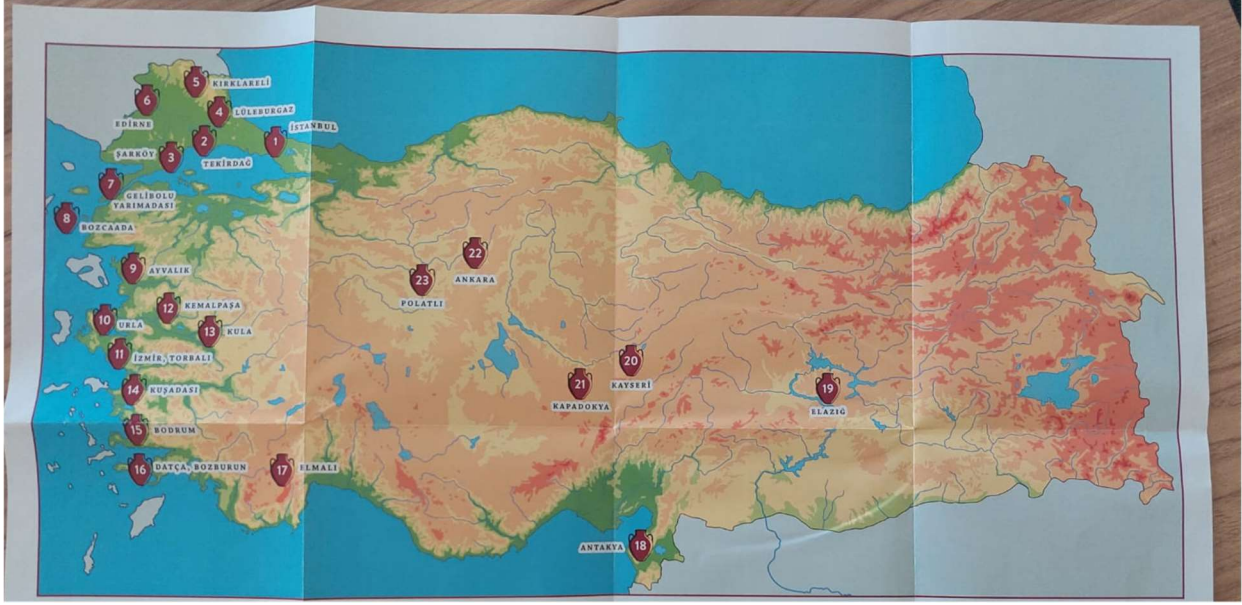 5
KIRKLARELİ
6
EDİRNE
4
LÜLEBURGAZ
1
İSTANBUL
2
TEKİRDAĞ
3
ŞARKÖY
7
GELİBOLU
YARIMADASI
8
BOZCAADA
9
AYVALIK
10
URLA
12
KEMALPAŞA
13
KULA
11
İZMİR, TORBALI
14
KUŞADASI
15
BODRUM
16
DATÇA, BOZBURUN
17
ELMALI
22
ANKARA
23
POLATLI
20
KAYSERİ
21
KAPADOKYA
19
ELAZIĞ
18
ANTAKYA